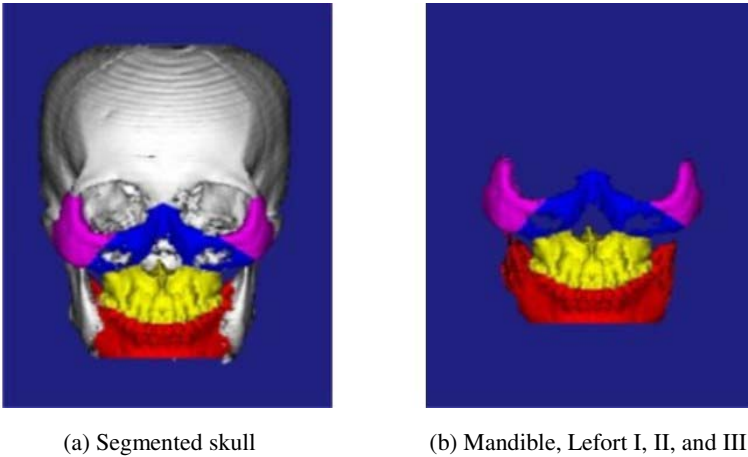 (a) Segmented skull
(b) Mandible, Lefort I, II, and III